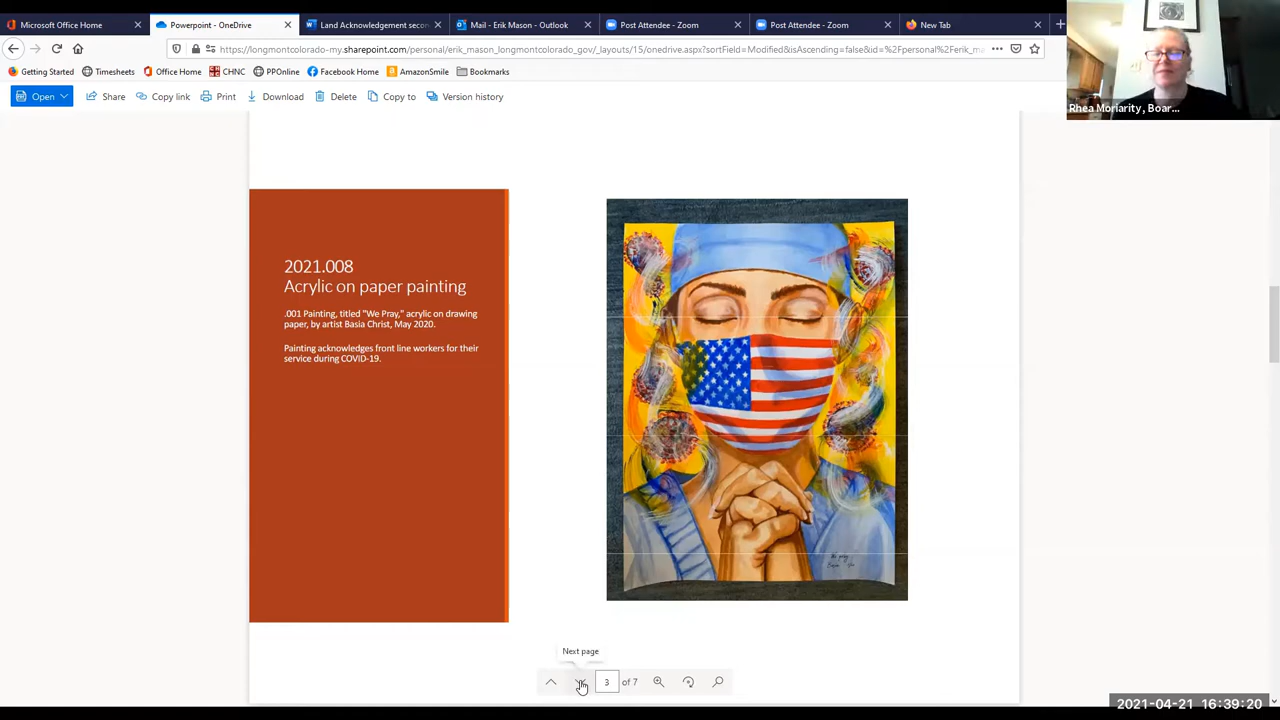 Microsoft Office Home
Powerpoint - OneDrive
Land Acknowledgement secon
Mail - Erik Mason - Outlook
Post Attendee - Zoom
Post Attendee - Zoom
New Tab
https://longmontcolorado-my.sharepoint.com/personal/erik_mason_longmontcolorado_gov/_layouts/15/onedrive.aspx?sortField=Modified&isAscending=false&id=%2Fpersonal%2Ferik_m
Getting Started
Timesheets
Office Home
CHNC
PPOnline
Facebook Home
AmazonSmile
Bookmarks
Rhea Moriarity, Boar...
Open
Share
Copy link
Print
Download
Delete
Copy to
Version history
2021.008
Acrylic on paper painting
.001 Painting, titled "We Pray," acrylic on drawing
paper, by artist Basia Christ, May 2020.
Painting acknowledges front line workers for their
service during COVID-19.
Next page
3 of 7
2021-04-21 16:39:20